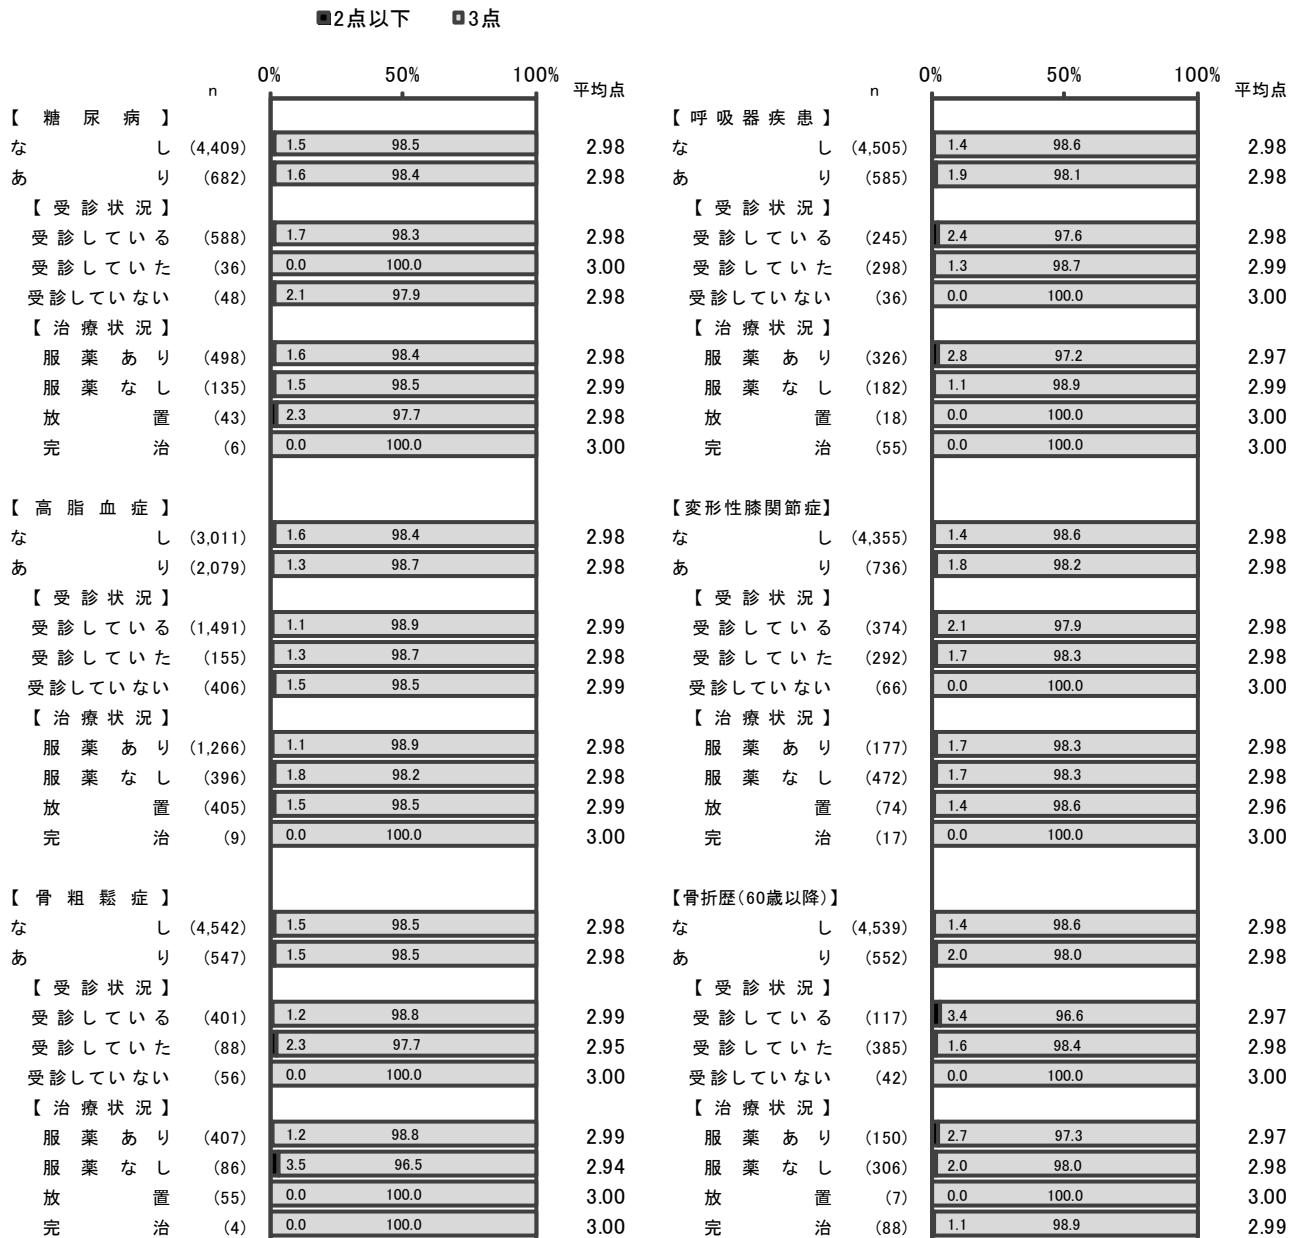 ■2点以下 □3点
0% 50% 100%
n 平均点
【糖尿病】
なし (4,409) 1.5 98.5 2.98
あり (682) 1.6 98.4 2.98
【受診状況】
受診している (588) 1.7 98.3 2.98
受診していた (36) 0.0 100.0 3.00
受診していない (48) 2.1 97.9 2.98
【治療状況】
服薬あり (498) 1.6 98.4 2.98
服薬なし (135) 1.5 98.5 2.99
放置 (43) 2.3 97.7 2.98
完治 (6) 0.0 100.0 3.00
【高脂血症】
なし (3,011) 1.6 98.4 2.98
あり (2,079) 1.3 98.7 2.98
【受診状況】
受診している (1,491) 1.1 98.9 2.99
受診していた (155) 1.3 98.7 2.98
受診していない (406) 1.5 98.5 2.99
【治療状況】
服薬あり (1,266) 1.1 98.9 2.98
服薬なし (396) 1.8 98.2 2.98
放置 (405) 1.5 98.5 2.99
完治 (9) 0.0 100.0 3.00
【骨粗鬆症】
なし (4,542) 1.5 98.5 2.98
あり (547) 1.5 98.5 2.98
【受診状況】
受診している (401) 1.2 98.8 2.99
受診していた (88) 2.3 97.7 2.95
受診していない (56) 0.0 100.0 3.00
【治療状況】
服薬あり (407) 1.2 98.8 2.99
服薬なし (86) 3.5 96.5 2.94
放置 (55) 0.0 100.0 3.00
完治 (4) 0.0 100.0 3.00
0% 50% 100%
n 平均点
【呼吸器疾患】
なし (4,505) 1.4 98.6 2.98
あり (585) 1.9 98.1 2.98
【受診状況】
受診している (245) 2.4 97.6 2.98
受診していた (298) 1.3 98.7 2.99
受診していない (36) 0.0 100.0 3.00
【治療状況】
服薬あり (326) 2.8 97.2 2.97
服薬なし (182) 1.1 98.9 2.99
放置 (18) 0.0 100.0 3.00
完治 (55) 0.0 100.0 3.00
【変形性膝関節症】
なし (4,355) 1.4 98.6 2.98
あり (736) 1.8 98.2 2.98
【受診状況】
受診している (374) 2.1 97.9 2.98
受診していた (292) 1.7 98.3 2.98
受診していない (66) 0.0 100.0 3.00
【治療状況】
服薬あり (177) 1.7 98.3 2.98
服薬なし (472) 1.7 98.3 2.98
放置 (74) 1.4 98.6 2.96
完治 (17) 0.0 100.0 3.00
【骨折歴(60歳以降)】
なし (4,539) 1.4 98.6 2.98
あり (552) 2.0 98.0 2.98
【受診状況】
受診している (117) 3.4 96.6 2.97
受診していた (385) 1.6 98.4 2.98
受診していない (42) 0.0 100.0 3.00
【治療状況】
服薬あり (150) 2.7 97.3 2.97
服薬なし (306) 2.0 98.0 2.98
放置 (7) 0.0 100.0 3.00
完治 (88) 1.1 98.9 2.99